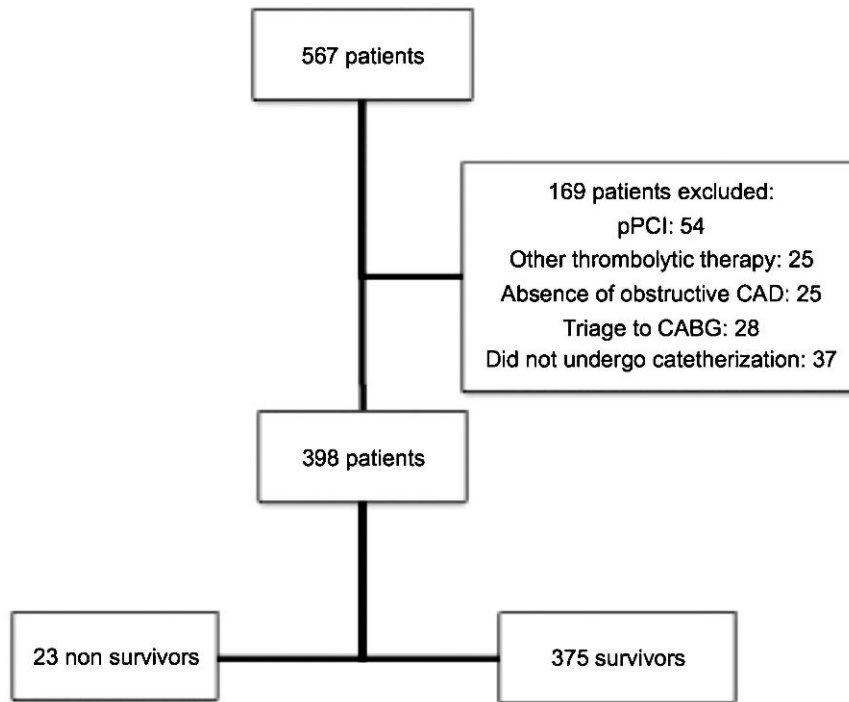 567 patients
169 patients excluded:
pPCI: 54
Other thrombolytic therapy: 25
Absence of obstructive CAD: 25
Triage to CABG: 28
Did not undergo catetherization: 37
398 patients
23 non survivors
375 survivors